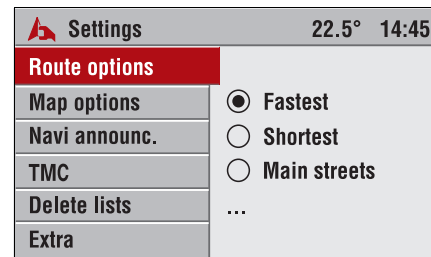 Settings 22.5° 14:45
Route options
Map options
Navi announc.
TMC
Delete lists
Extra
Fastest
Shortest
Main streets
...